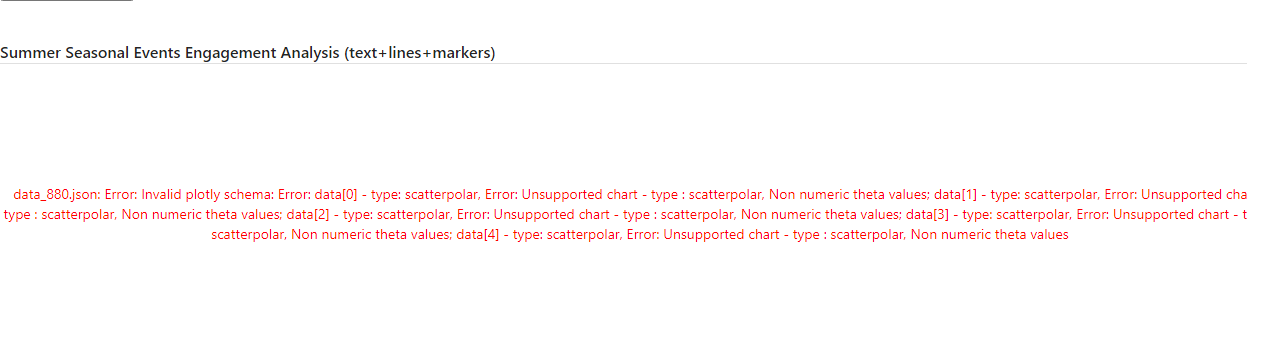 Summer Seasonal Events Engagement Analysis (text+lines+markers)
data_880.json: Error: Invalid plotly schema: Error: data[0] - type: scatterpolar, Error: Unsupported chart - type : scatterpolar, Non numeric theta values; data[1] - type: scatterpolar, Error: Unsupported cha
type : scatterpolar, Non numeric theta values; data[2] - type: scatterpolar, Error: Unsupported chart - type : scatterpolar, Non numeric theta values; data[3] - type: scatterpolar, Error: Unsupported chart - t
scatterpolar, Non numeric theta values; data[4] - type: scatterpolar, Error: Unsupported chart - type : scatterpolar, Non numeric theta values